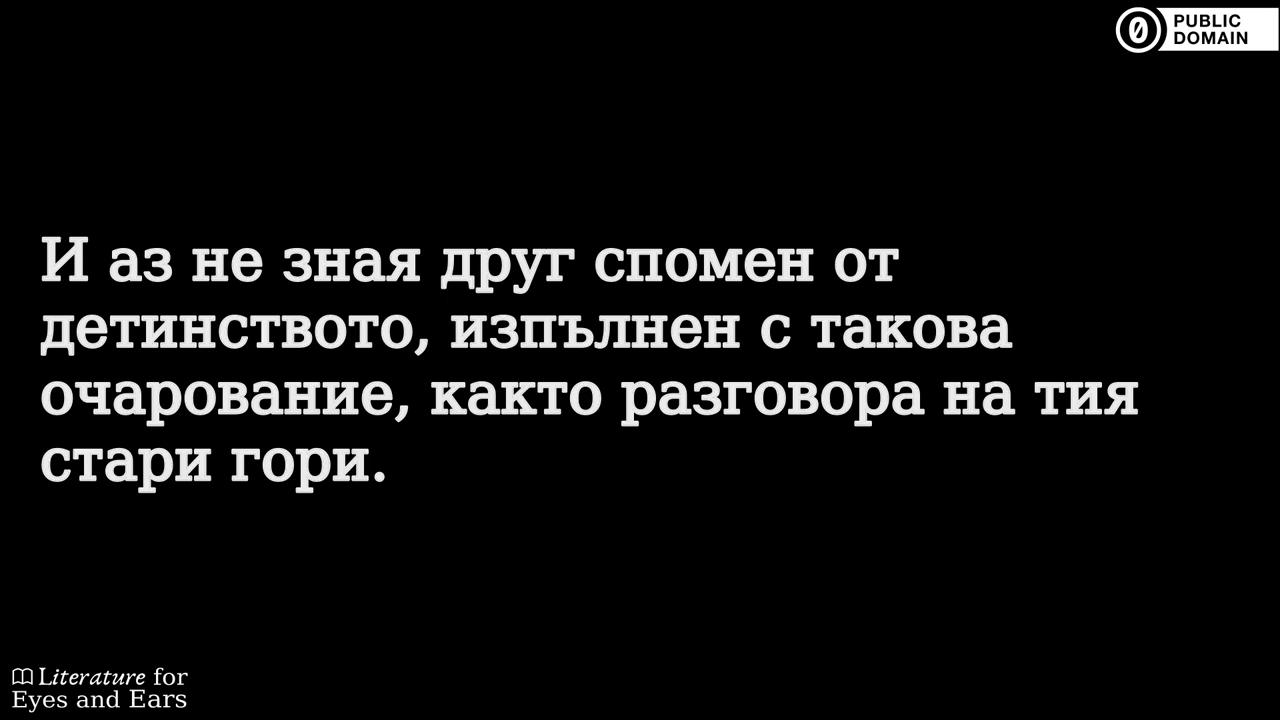 PUBLIC
DOMAIN
И аз не зная друг спомен от
детинството, изпълнен с такова
очарование, както разговора на тия
стари гори.
Literature for
Eyes and Ears